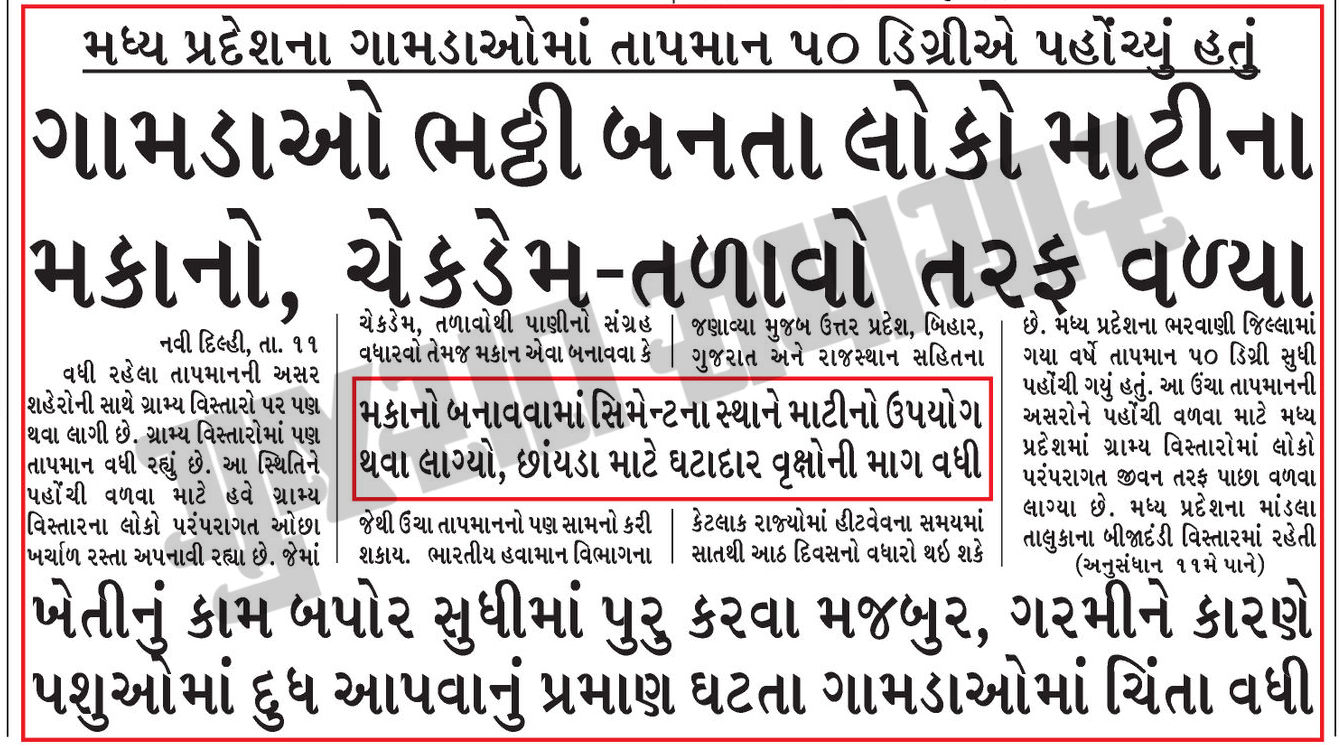 મધ્ય પ્રદેશના ગામડાઓમાં તાપમાન ૫૦ ડિગ્રીએ પહોંચ્યું હતું
ગામડાઓ ભઠ્ઠી બનતા લોકો માટીના
મકાનો, ચેકડેમ-તળાવો તરફ વળ્યા
નવી દિલ્હી, તા. ૧૧
વધી રહેલા તાપમાનની અસર
શહેરોની સાથે ગ્રામ્ય વિસ્તારો પર પણ
થવા લાગી છે. ગ્રામ્ય વિસ્તારોમાં પણ
તાપમાન વધી રહ્યું છે. આ સ્થિતિને
પહોંચી વળવા માટે હવે ગ્રામ્ય
વિસ્તારના લોકો પરંપરાગત ઓછા
ખર્ચાળ રસ્તા અપનાવી રહ્યા છે. જેમાં
ચેકડેમ, તળાવોથી પાણીનો સંગ્રહ
વધારવો તેમજ મકાન એવા બનાવવા કે
મકાનો બનાવવામાં સિમેન્ટના સ્થાને માટીનો ઉપયોગ
થવા લાગ્યો, છાંયડા માટે ઘટાદાર વૃક્ષોની માગ વધી
જેથી ઉંચા તાપમાનનો પણ સામનો કરી
શકાય. ભારતીય હવામાન વિભાગના
જણાવ્યા મુજબ ઉત્તર પ્રદેશ, બિહાર,
ગુજરાત અને રાજસ્થાન સહિતના
કેટલાક રાજ્યોમાં હીટવેવના સમયમાં
સાતથી આઠ દિવસનો વધારો થઇ શકે
છે. મધ્ય પ્રદેશના ભરવાણી જિલ્લામાં
ગયા વર્ષે તાપમાન ૫૦ ડિગ્રી સુધી
પહોંચી ગયું હતું. આ ઉંચા તાપમાનની
અસરોને પહોંચી વળવા માટે મધ્ય
પ્રદેશમાં ગ્રામ્ય વિસ્તારોમાં લોકો
પરંપરાગત જીવન તરફ પાછા વળવા
લાગ્યા છે. મધ્ય પ્રદેશના માંડલા
તાલુકાના બીજાદંડી વિસ્તારમાં રહેતી
(અનુસંધાન ૧૧મે પાને)
ખેતીનું કામ બપોર સુધીમાં પુરુ કરવા મજબુર, ગરમીને કારણે
પશુઓમાં દુધ આપવાનું પ્રમાણ ઘટતા ગામડાઓમાં ચિંતા વધી
ગુજરાત સમાચાર